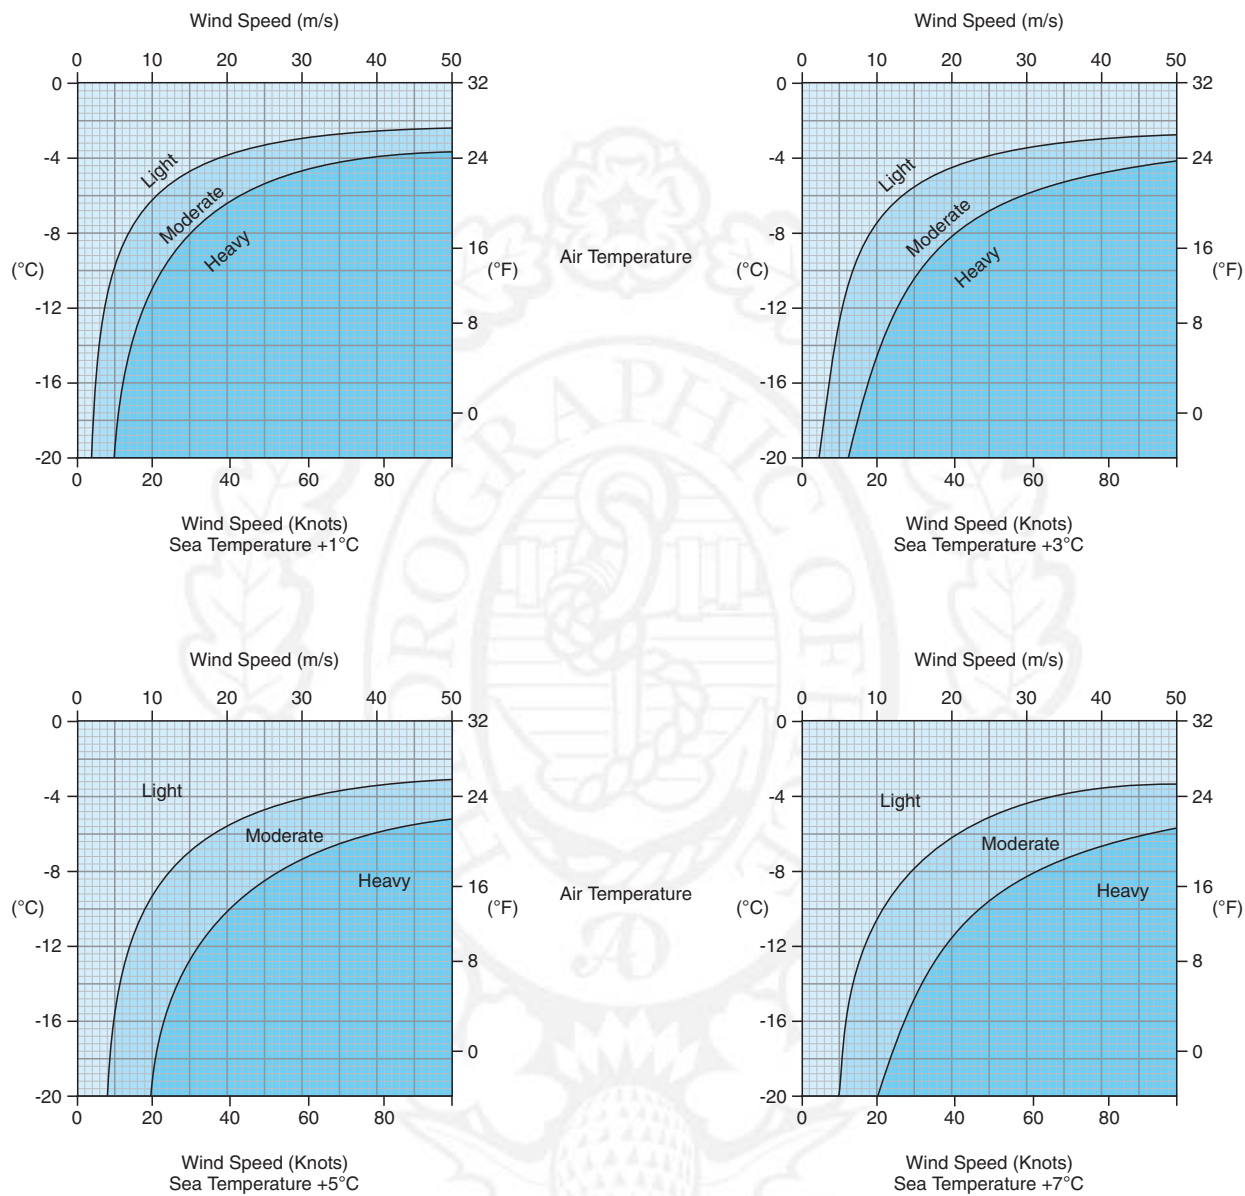 Wind Speed (m/s)
0 10 20 30 40 50
0
-4
-8
(°C)
-12
-16
-20
32
24
16
(°F)
8
0
Light
Moderate
Heavy
0 20 40 60 80
Wind Speed (Knots)
Sea Temperature +1°C
Air Temperature
Wind Speed (m/s)
0 10 20 30 40 50
0
-4
-8
(°C)
-12
-16
-20
32
24
16
(°F)
8
0
Light
Moderate
Heavy
0 20 40 60 80
Wind Speed (Knots)
Sea Temperature +3°C
Wind Speed (m/s)
0 10 20 30 40 50
0
-4
-8
(°C)
-12
-16
-20
32
24
16
(°F)
8
0
Light
Moderate
Heavy
0 20 40 60 80
Wind Speed (Knots)
Sea Temperature +5°C
Air Temperature
Wind Speed (m/s)
0 10 20 30 40 50
0
-4
-8
(°C)
-12
-16
-20
32
24
16
(°F)
8
0
Light
Moderate
Heavy
0 20 40 60 80
Wind Speed (Knots)
Sea Temperature +7°C